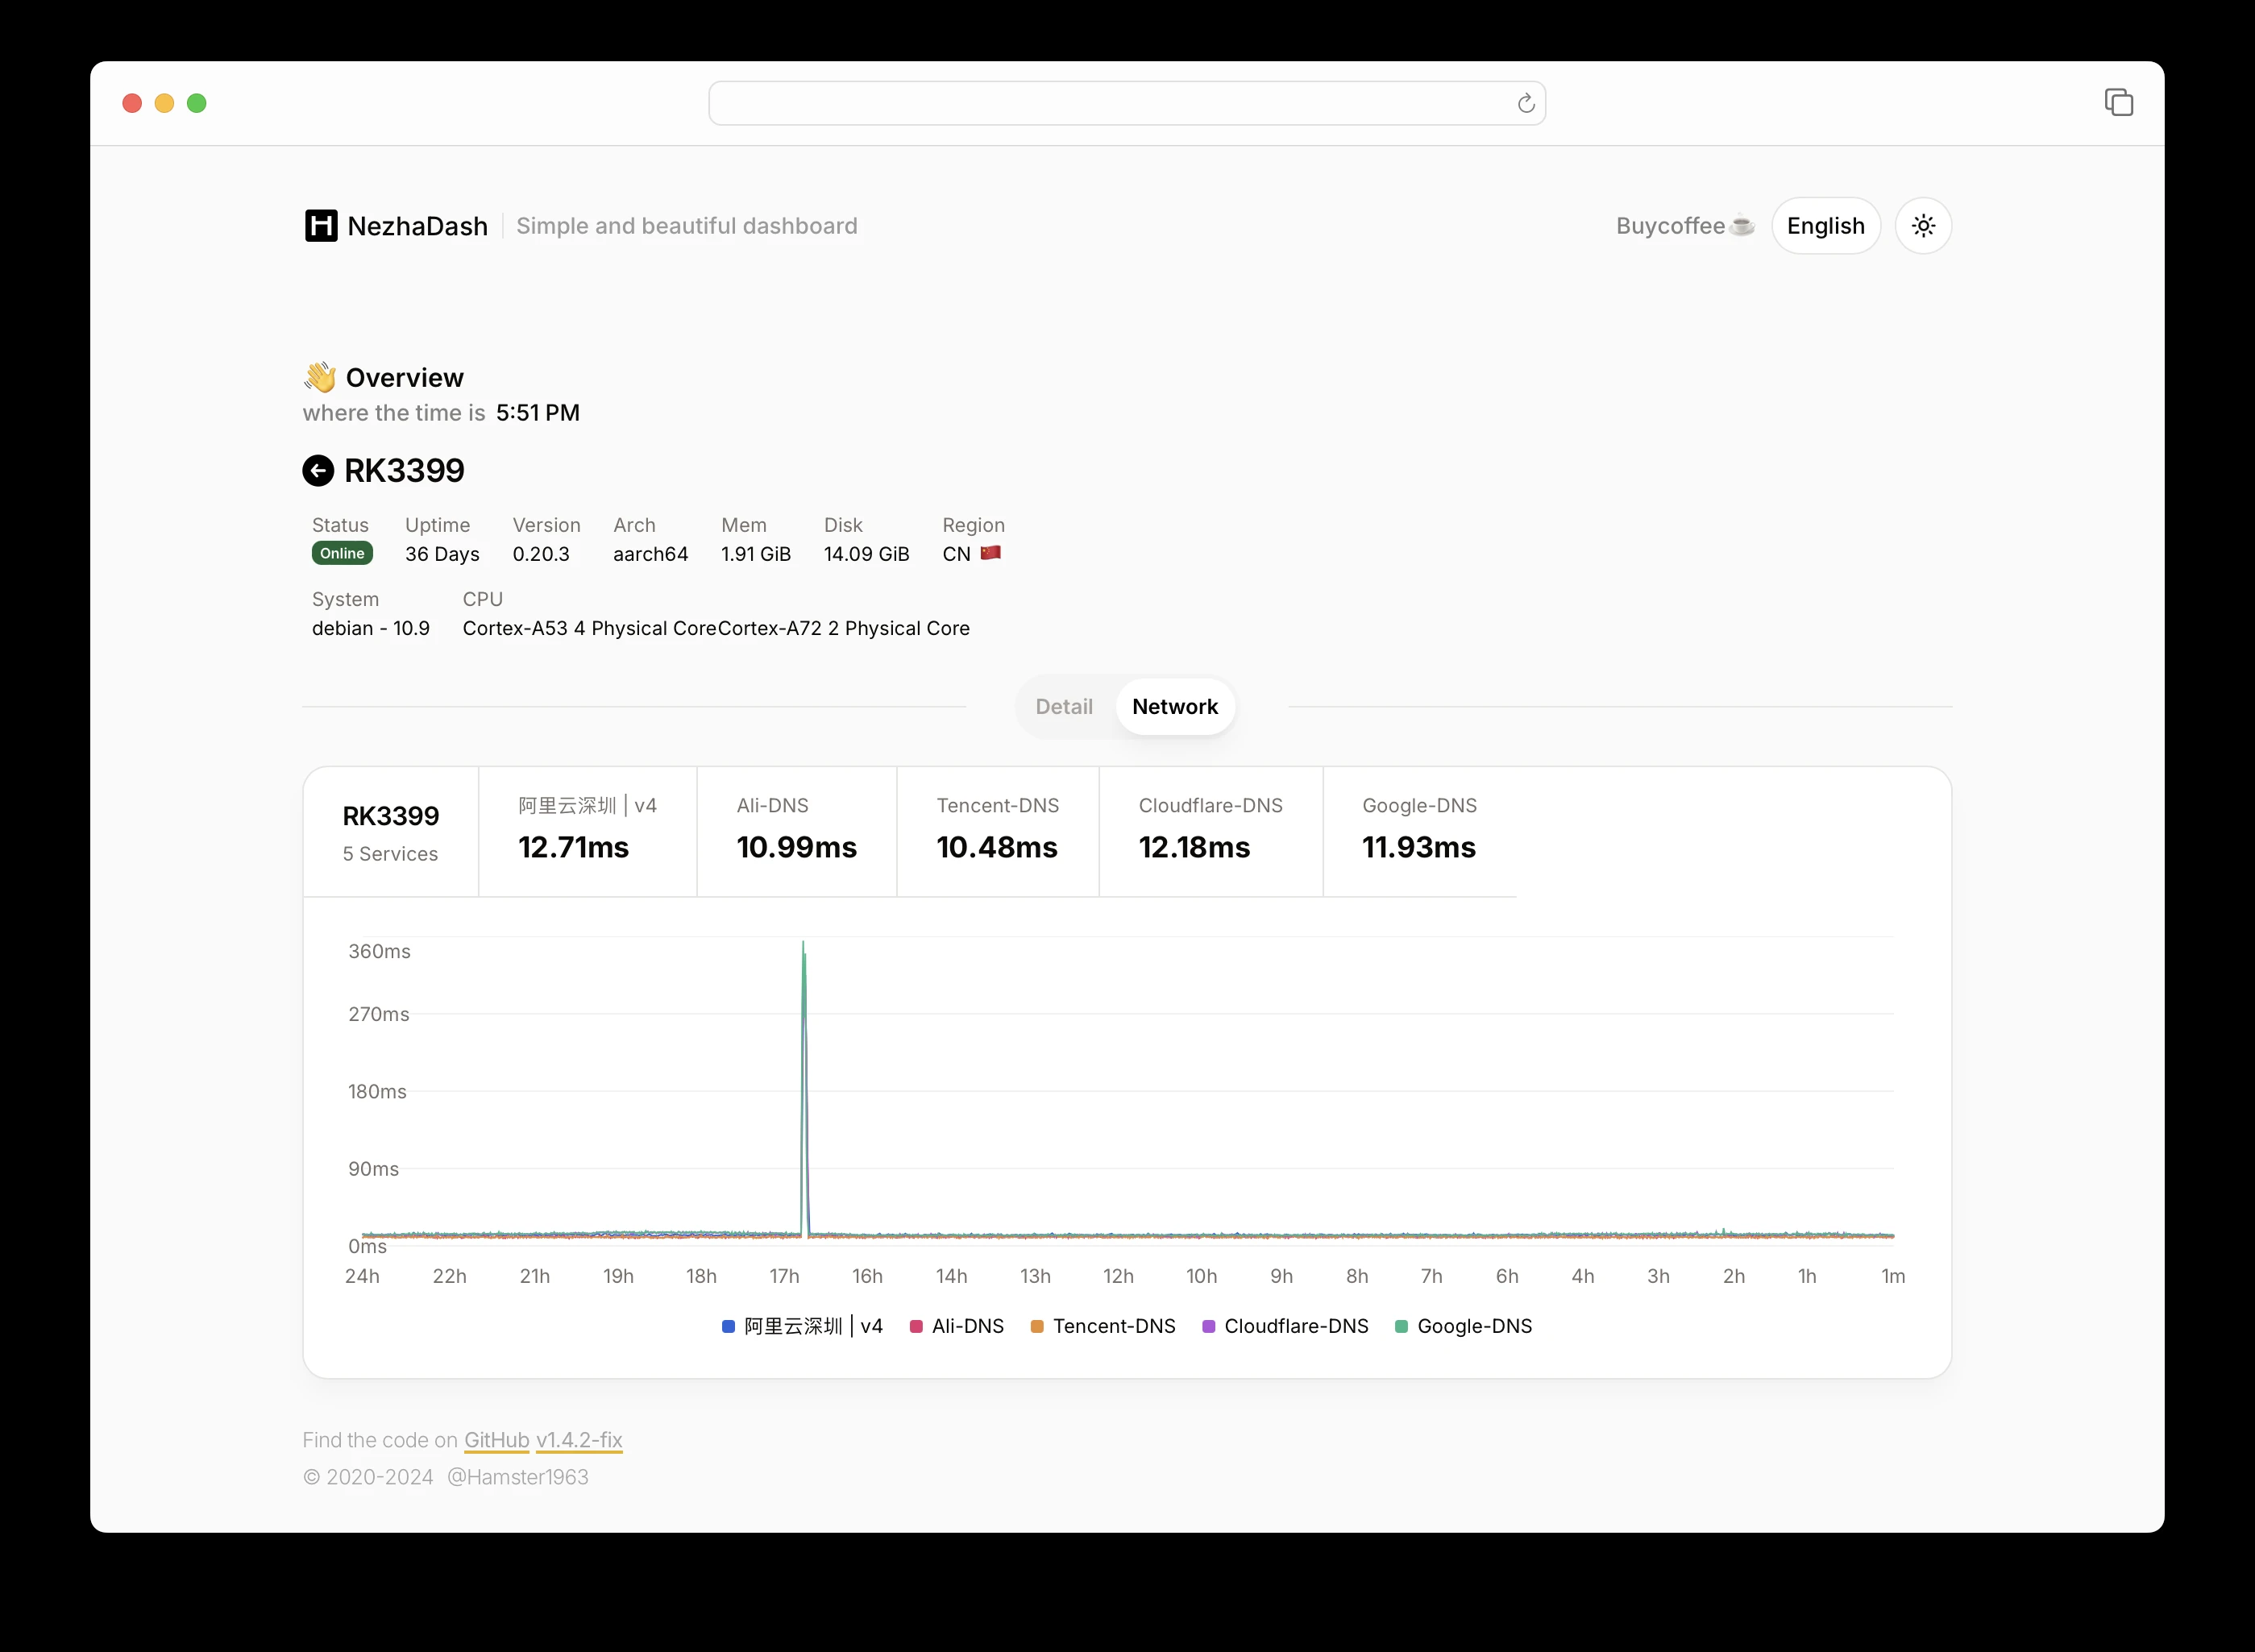 H NezhaDash Simple and beautiful dashboard Buycoffee☕ English
👋 Overview
where the time is 5:51 PM
RK3399
Status Uptime Version Arch Mem Disk Region
Online 36 Days 0.20.3 aarch64 1.91 GiB 14.09 GiB CN 🇨🇳
System CPU
debian - 10.9 Cortex-A53 4 Physical CoreCortex-A72 2 Physical Core
Detail Network
RK3399
5 Services
阿里云深圳 | v4
12.71ms
Ali-DNS
10.99ms
Tencent-DNS
10.48ms
Cloudflare-DNS
12.18ms
Google-DNS
11.93ms
360ms
270ms
180ms
90ms
0ms
24h 22h 21h 19h 18h 17h 16h 14h 13h 12h 10h 9h 8h 7h 6h 4h 3h 2h 1h 1m
阿里云深圳 | v4 Ali-DNS Tencent-DNS Cloudflare-DNS Google-DNS
Find the code on GitHub v1.4.2-fix
© 2020-2024 @Hamster1963